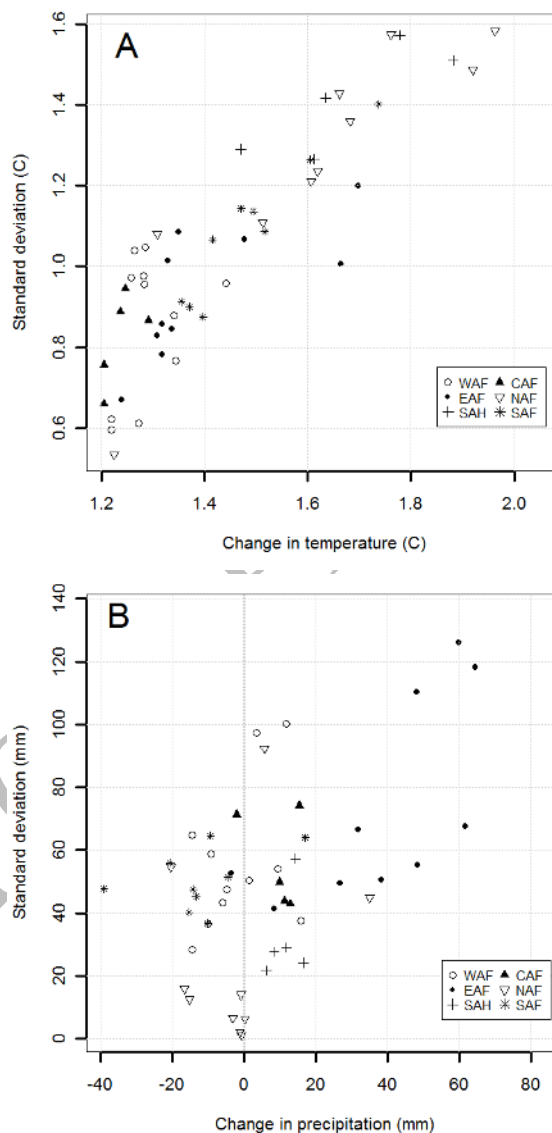 A
Standard deviation (C)
1.6
1.4
1.2
1.0
0.8
0.6
WAF CAF
EAF NAF
SAH SAF
1.2 1.4 1.6 1.8 2.0
Change in temperature (C)
B
Standard deviation (mm)
140
120
100
80
60
40
20
0
WAF CAF
EAF NAF
SAH SAF
-40 -20 0 20 40 60 80
Change in precipitation (mm)